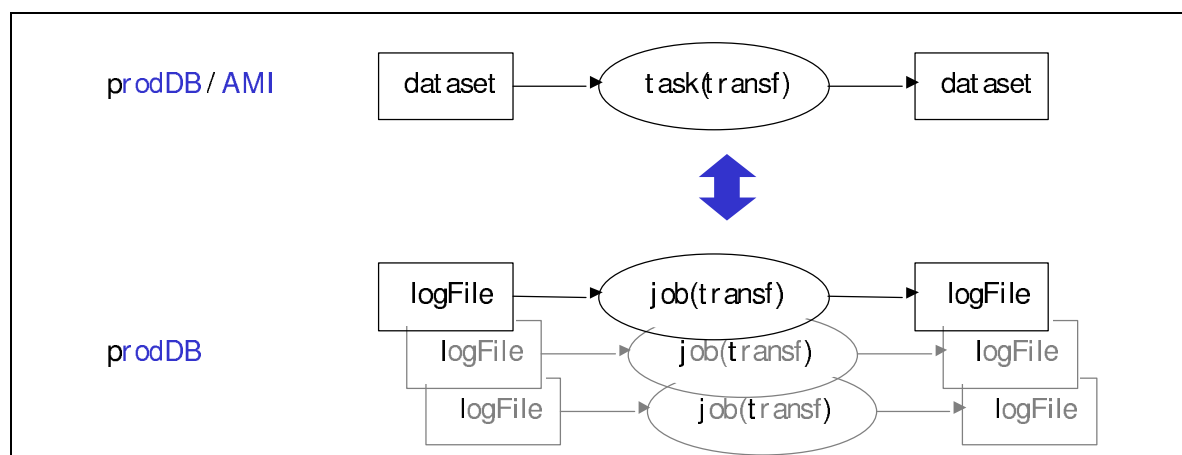 prodDB / AMI
dataset
task(transf)
dataset
logFile
job(transf)
logFile
prodDB
logFile
job(transf)
logFile
logFile
job(transf)
logFile